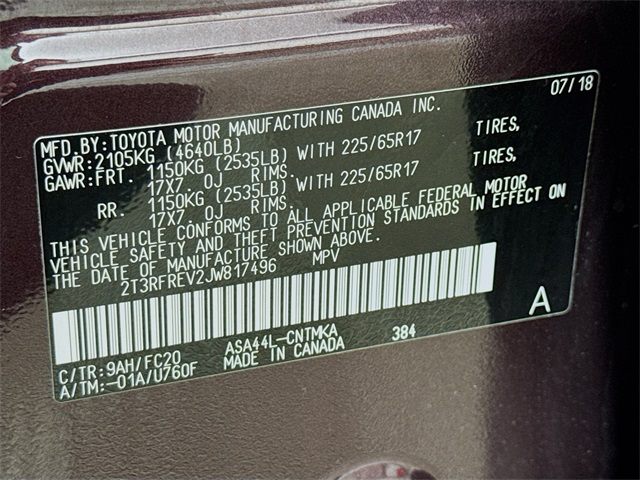 07/18
MFD.BY:TOYOTA MOTOR MANUFACTURING CANADA INC.
GVWR:2105KG (4640LB)
GAWR:FRT. 1150KG (2535LB) WITH 225/65R17 TIRES,
17X7.0J RIMS.
RR. 1150KG (2535LB) WITH 225/65R17 TIRES,
17X7.0J RIMS.
THIS VEHICLE CONFORMS TO ALL APPLICABLE FEDERAL MOTOR
VEHICLE SAFETY AND THEFT PREVENTION STANDARDS IN EFFECT ON
THE DATE OF MANUFACTURE SHOWN ABOVE.
2T3RFREV2JW817496 MPV
A
C/TR:9AH/FC20 ASA44L-CNTMKA 384
A/TM:-01A/U760F MADE IN CANADA